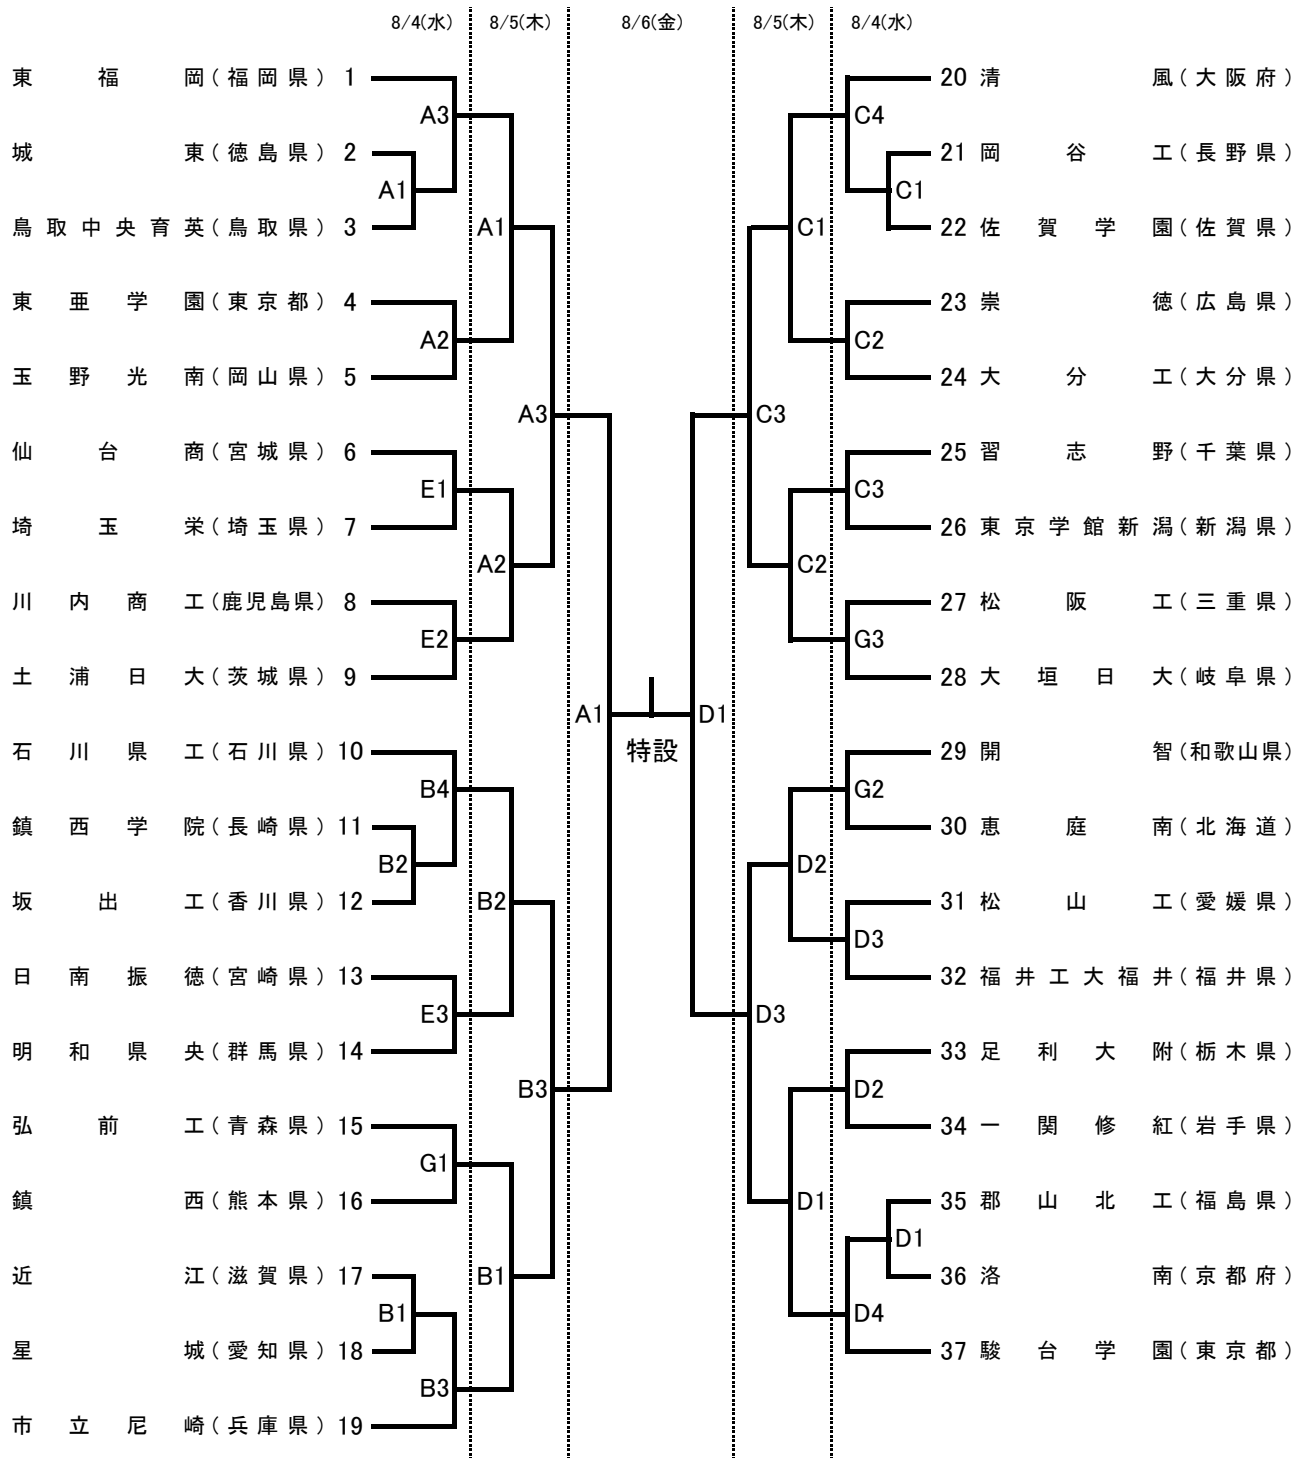 8/4(水) 8/5(木) 8/6(金) 8/5(木) 8/4(水)
東福岡(福岡県) 1 20 清風(大阪府)
A3 C4
城東(徳島県) 2 21 岡谷工(長野県)
A1 C1
鳥取中央育英(鳥取県) 3 A1 C1 22 佐賀学園(佐賀県)
東亜学園(東京都) 4 23 崇徳(広島県)
A2 C2
玉野光南(岡山県) 5 24 大分工(大分県)
A3 C3
仙台商(宮城県) 6 25 習志野(千葉県)
E1 C3
埼玉栄(埼玉県) 7 26 東京学館新潟(新潟県)
A2 C2
川内商工(鹿児島県) 8 27 松阪工(三重県)
E2 G3
土浦日大(茨城県) 9 28 大垣日大(岐阜県)
A1 D1
石川県工(石川県) 10 特設 29 開智(和歌山県)
B4 G2
鎮西学院(長崎県) 11 30 恵庭南(北海道)
B2 D2
坂出工(香川県) 12 B2 31 松山工(愛媛県)
D3
日南振徳(宮崎県) 13 32 福井工大福井(福井県)
E3 D3
明和県央(群馬県) 14 33 足利大附(栃木県)
B3 D2
弘前工(青森県) 15 34 一関修紅(岩手県)
G1
鎮西(熊本県) 16 D1 35 郡山北工(福島県)
D1
近江(滋賀県) 17 B1 36 洛南(京都府)
B1 D4
星城(愛知県) 18 37 駿台学園(東京都)
B3
市立尼崎(兵庫県) 19